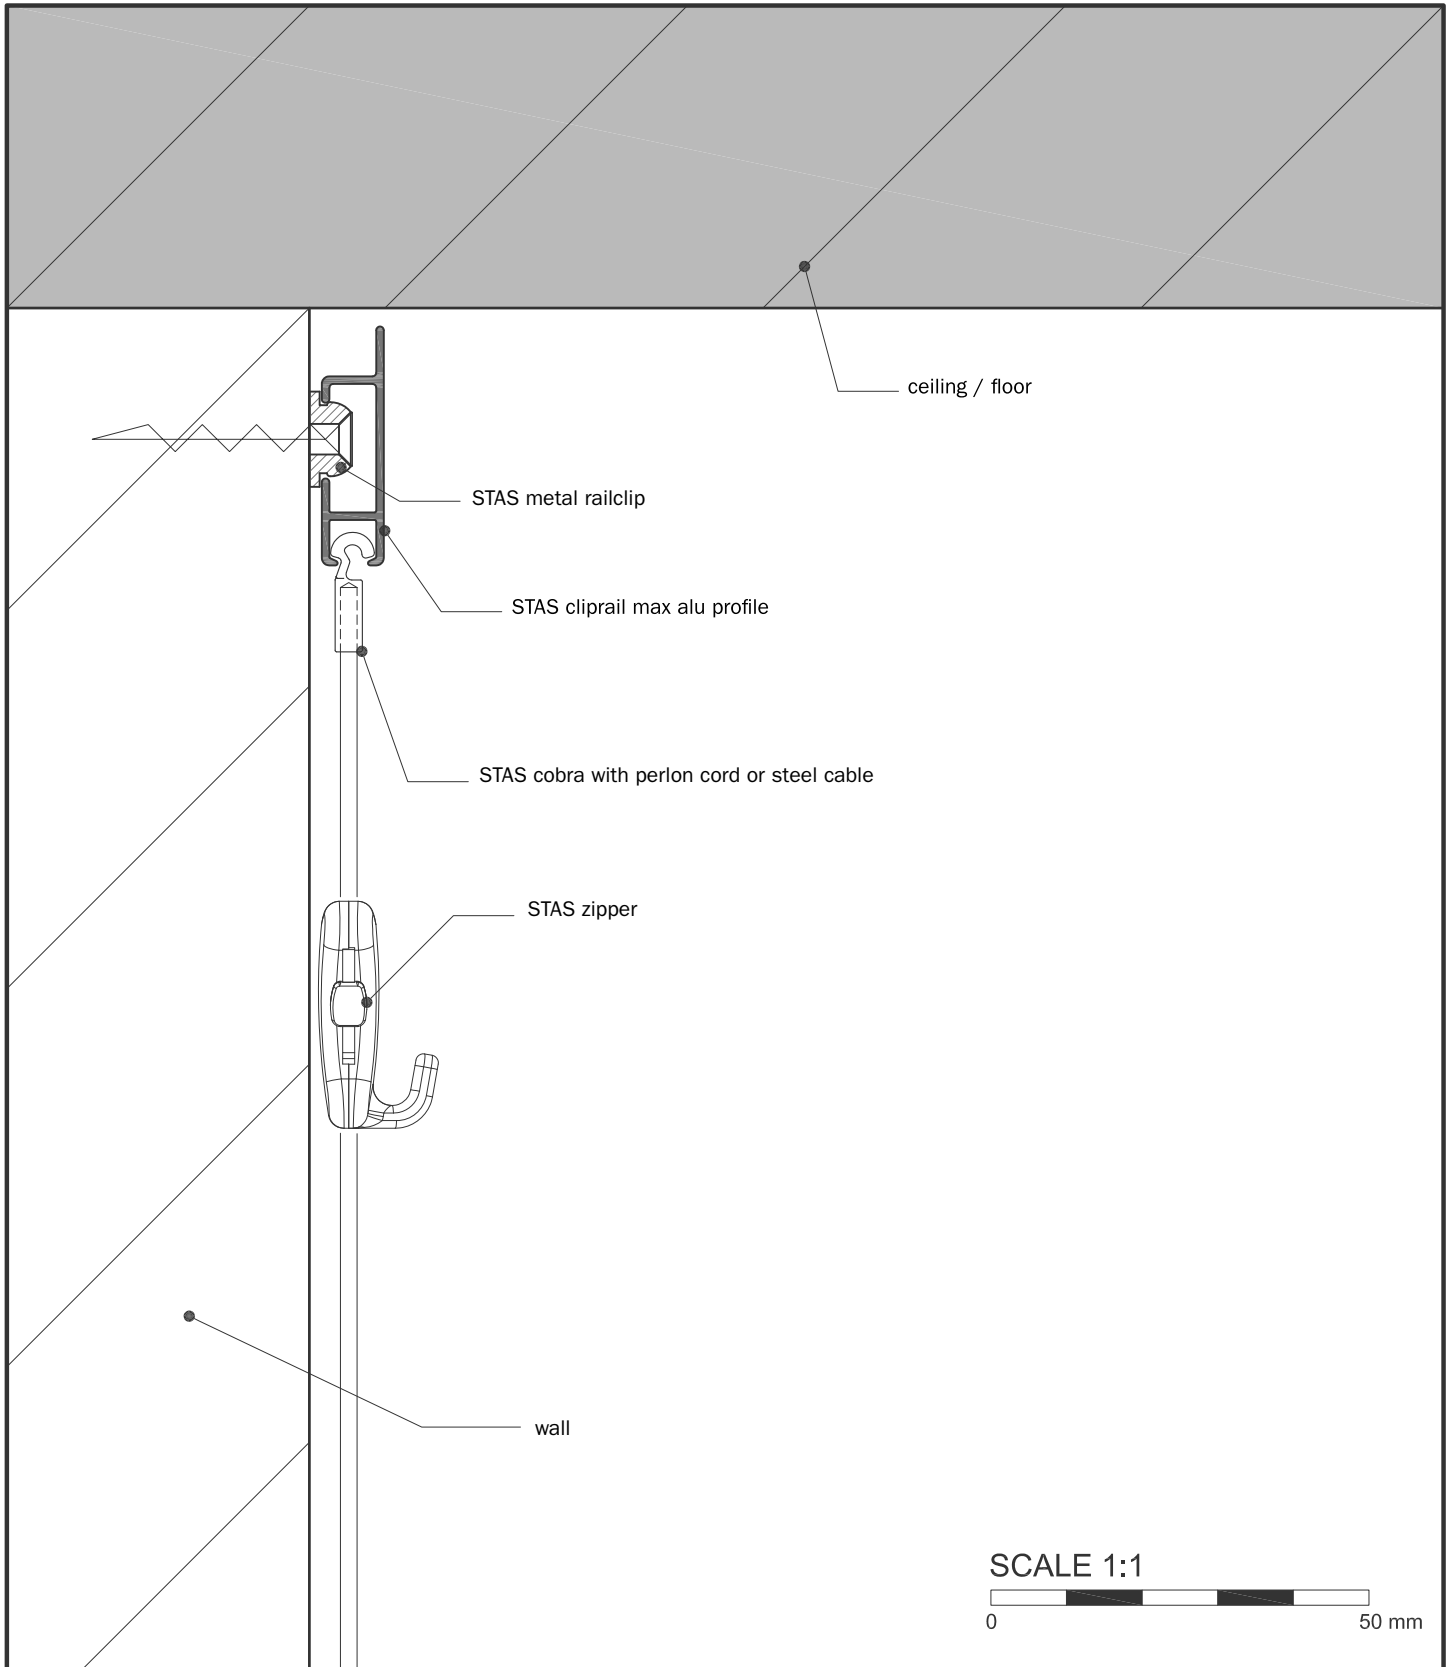 ceiling / floor
STAS metal railclip
STAS cliprail max alu profile
STAS cobra with perlon cord or steel cable
STAS zipper
wall
SCALE 1:1
0 50 mm